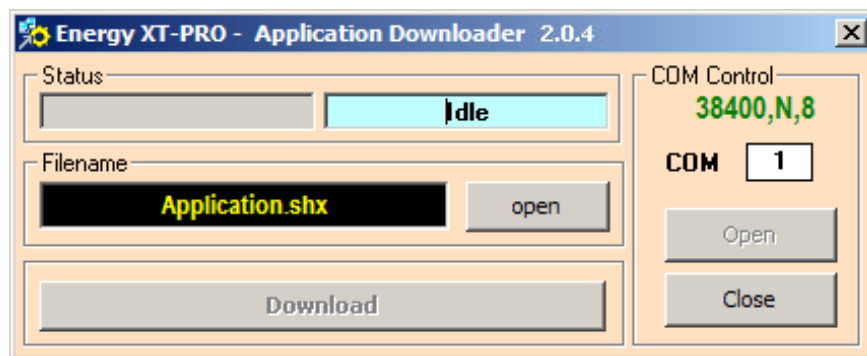 Energy XT-PRO - Application Downloader 2.0.4
Status
Idle
Filename
Application.shx
open
Download
COM Control
38400,N,8
COM 1
Open
Close